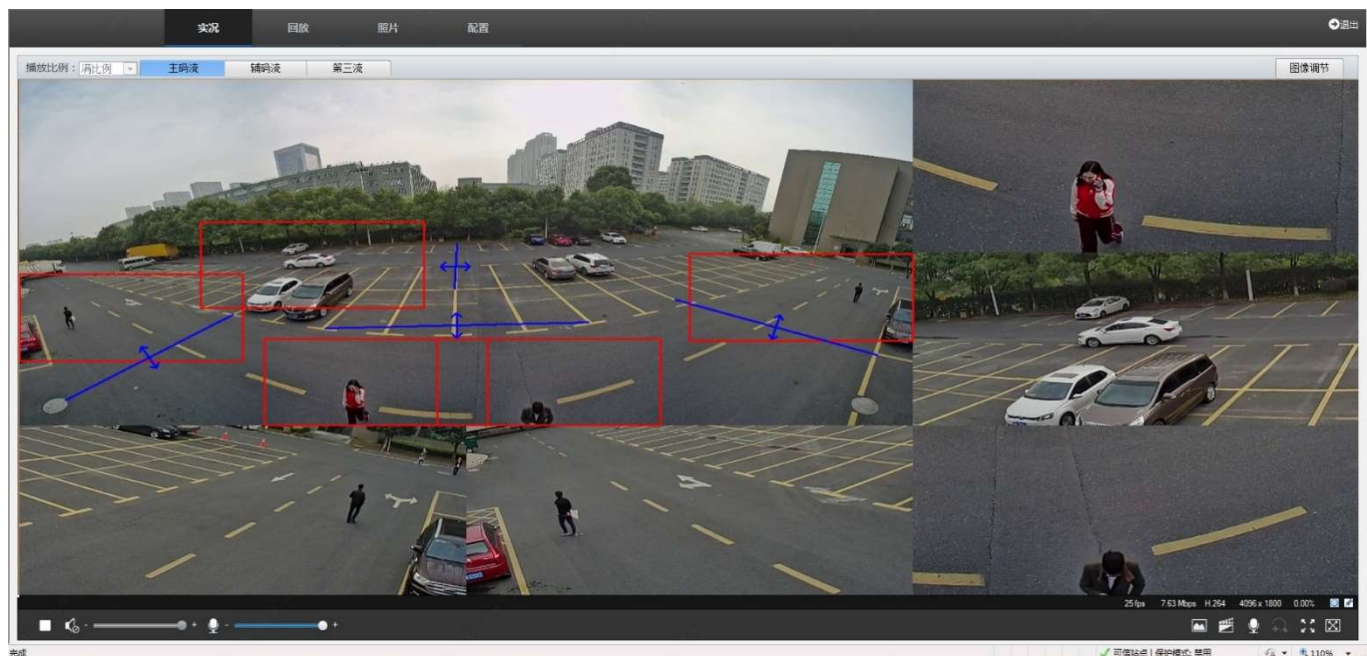 实况 回放 照片 配置 退出
播放比例： 满比例 主码流 辅码流 第三流 图像调节
25 fps 7.63 Mbps H.264 4096 x 1800 0.00%
- + - +
完成 可信站点 | 保护模式: 禁用 110%